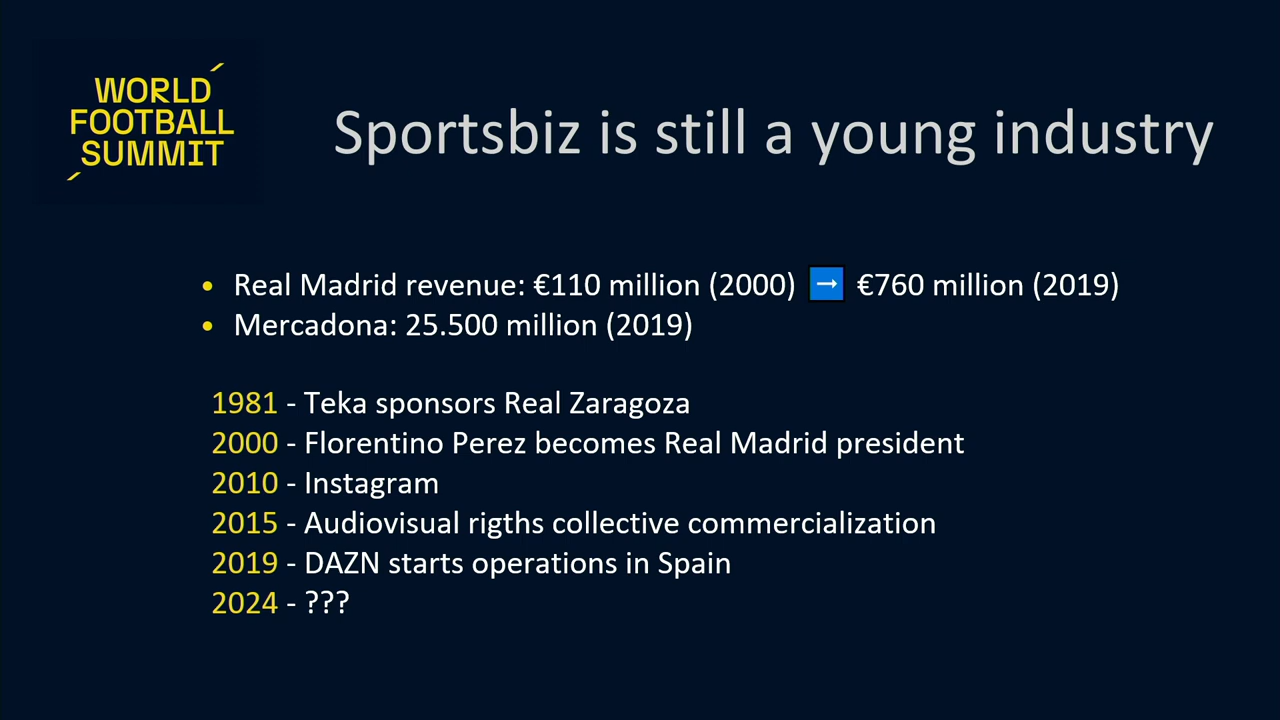 WORLD
FOOTBALL
SUMMIT
Sportsbiz is still a young industry
• Real Madrid revenue: €110 million (2000) ➡ €760 million (2019)
• Mercadona: 25.500 million (2019)
1981 - Teka sponsors Real Zaragoza
2000 - Florentino Perez becomes Real Madrid president
2010 - Instagram
2015 - Audiovisual rigths collective commercialization
2019 - DAZN starts operations in Spain
2024 - ???